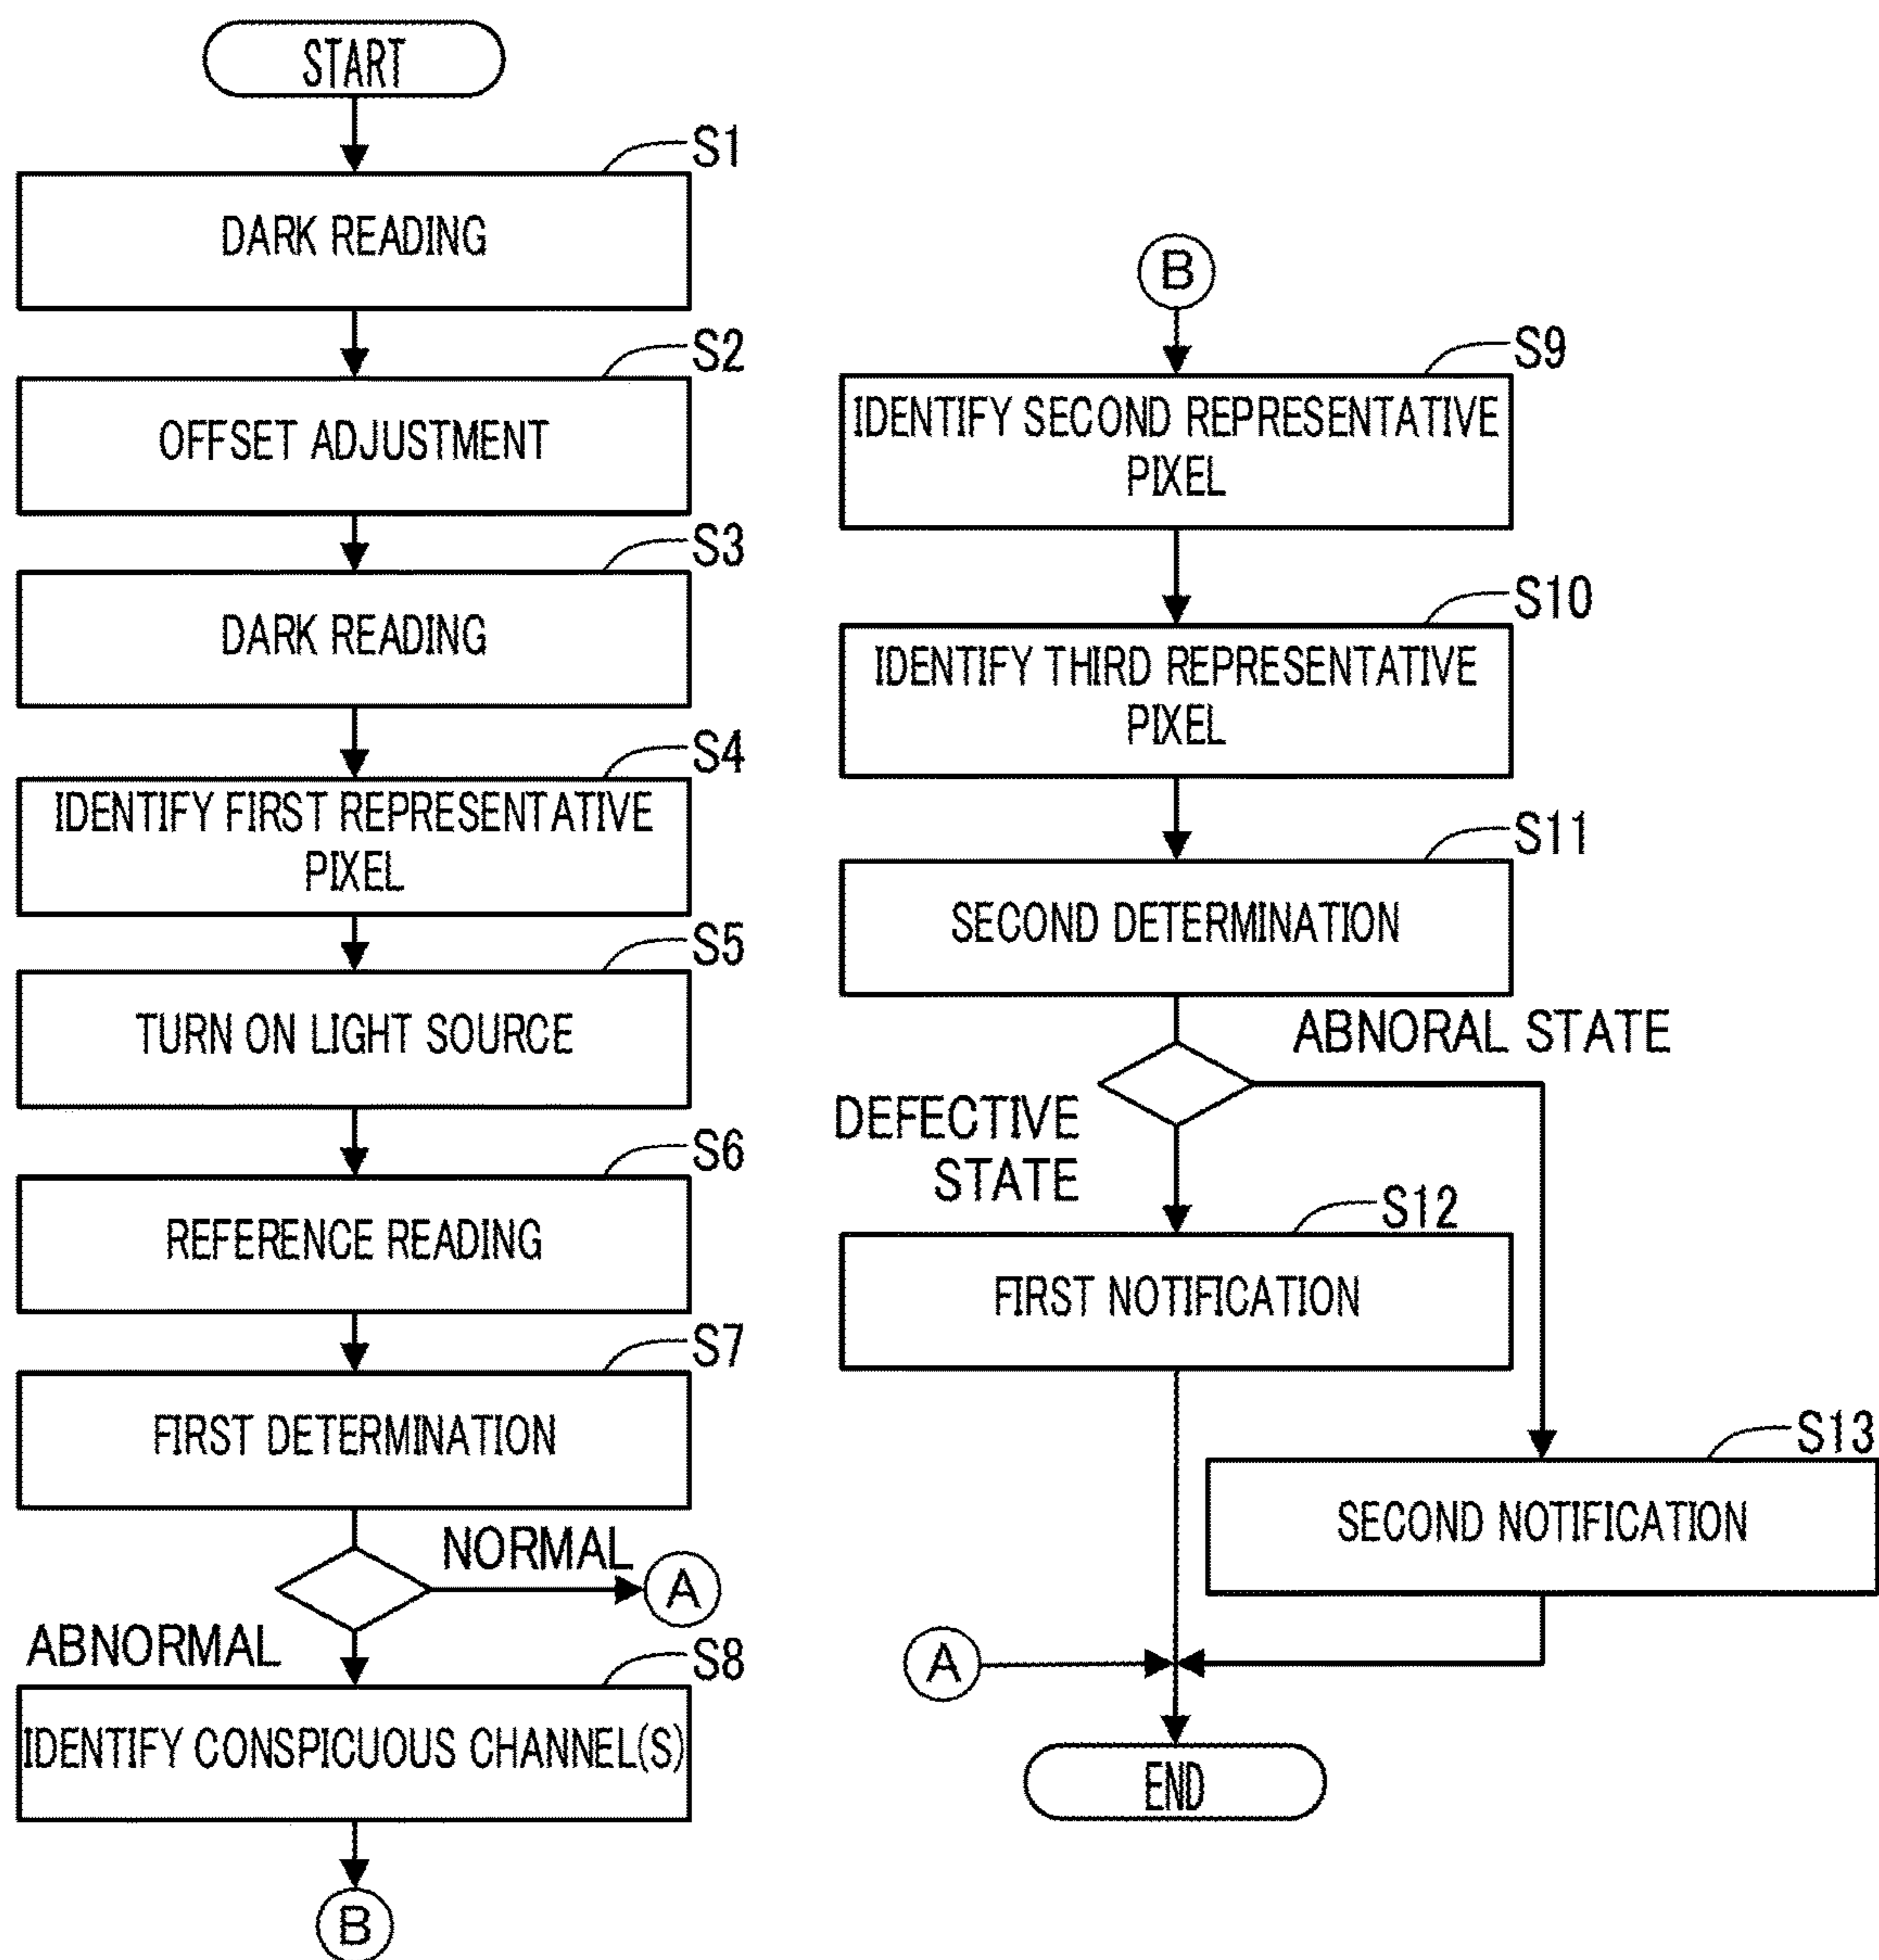 START
S1
DARK READING
S2
OFFSET ADJUSTMENT
S3
DARK READING
S4
IDENTIFY FIRST REPRESENTATIVE
PIXEL
S5
TURN ON LIGHT SOURCE
S6
REFERENCE READING
S7
FIRST DETERMINATION
NORMAL
A
ABNORMAL
S8
IDENTIFY CONSPICUOUS CHANNEL(S)
B
B
S9
IDENTIFY SECOND REPRESENTATIVE
PIXEL
S10
IDENTIFY THIRD REPRESENTATIVE
PIXEL
S11
SECOND DETERMINATION
ABNORAL STATE
DEFECTIVE
STATE
S12
FIRST NOTIFICATION
S13
SECOND NOTIFICATION
A
END